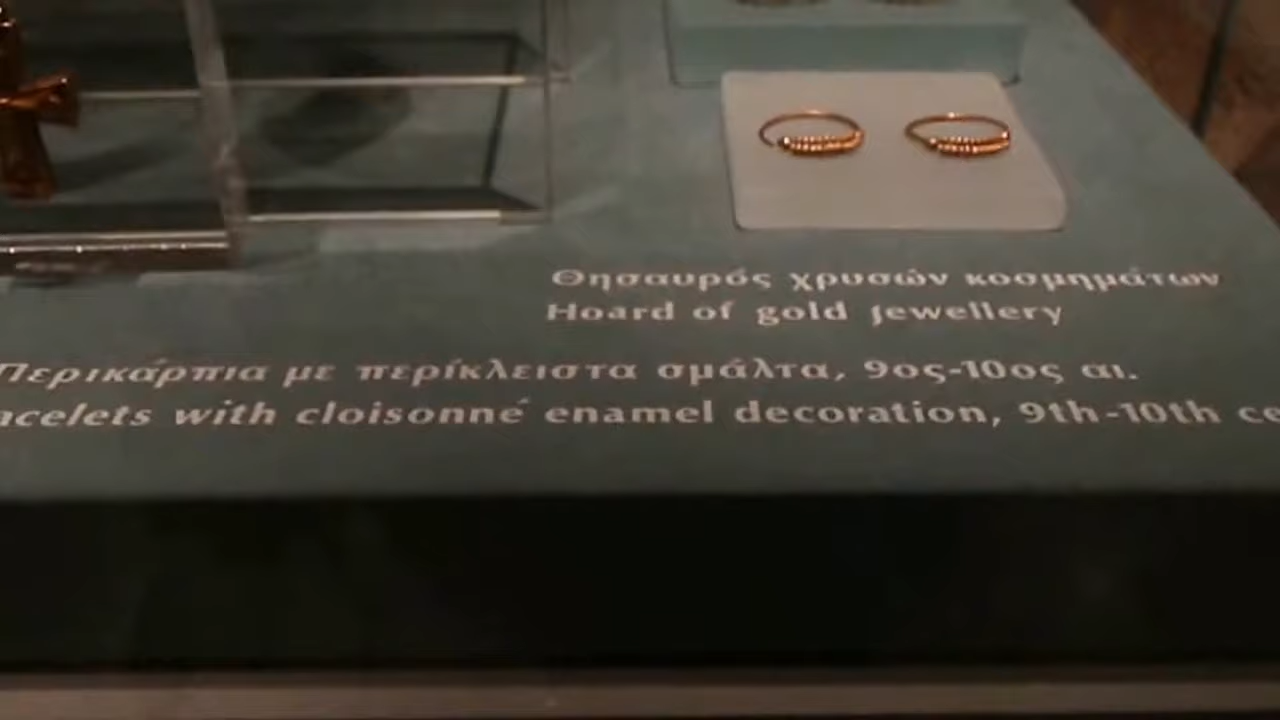 Θησαυρός χρυσών κοσμημάτων
Hoard of gold jewellery
Περικάρπια με περίκλειστα σμάλτα, 9ος-10ος αι.
with cloisonné enamel decoration, 9th-10th